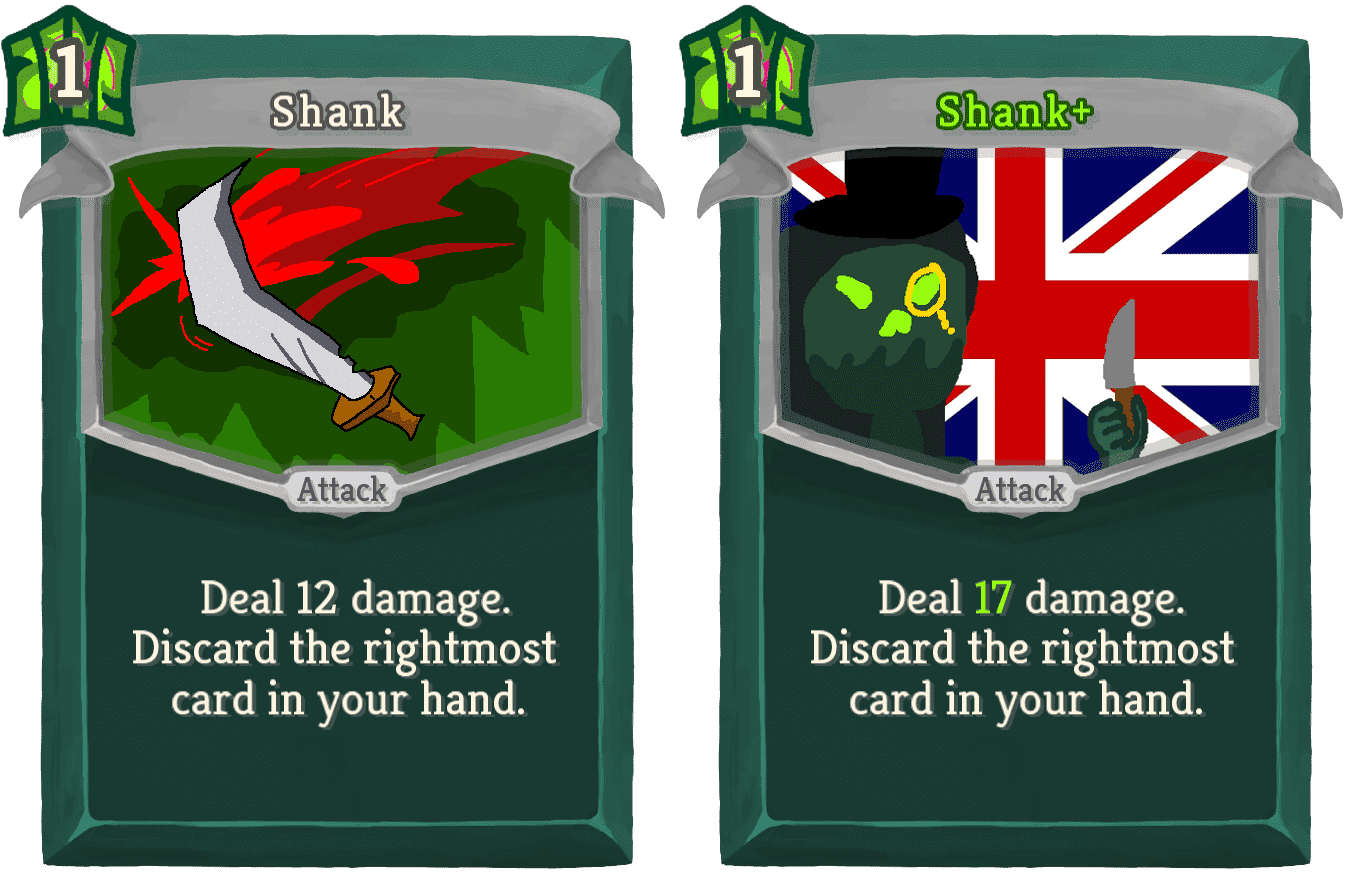 1
Shank
Attack
Deal 12 damage.
Discard the rightmost
card in your hand.
1
Shank+
Attack
Deal 17 damage.
Discard the rightmost
card in your hand.